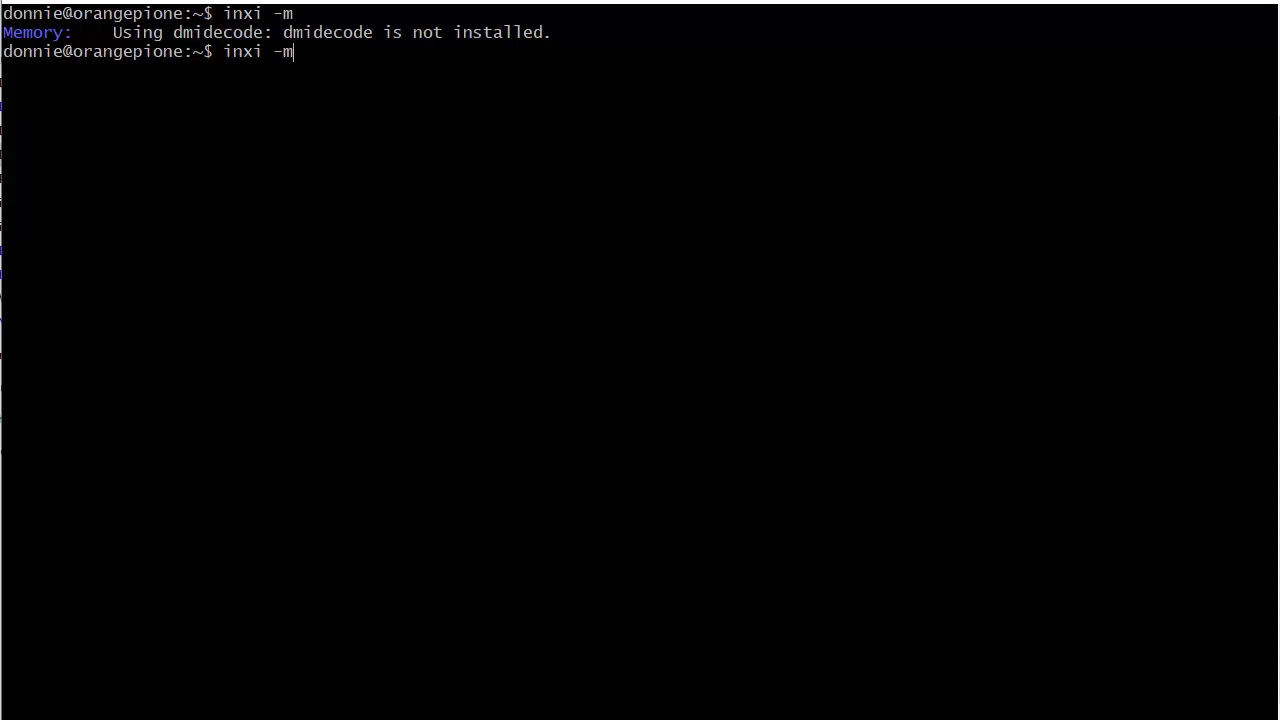 donnie@orangepione:~$ inxi -m
Memory:    Using dmidecode: dmidecode is not installed.
donnie@orangepione:~$ inxi -m